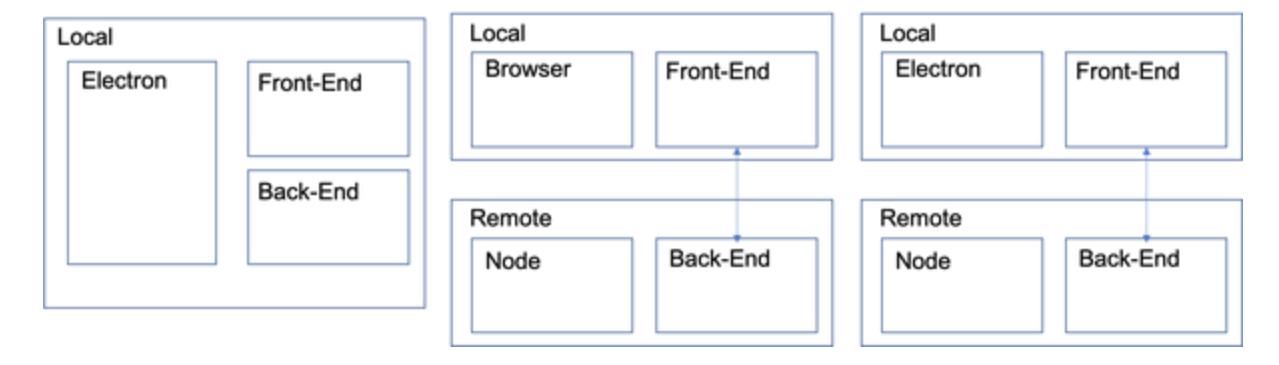 Local
Electron
Front-End
Back-End
Local
Browser
Front-End
Remote
Node
Back-End
Local
Electron
Front-End
Remote
Node
Back-End